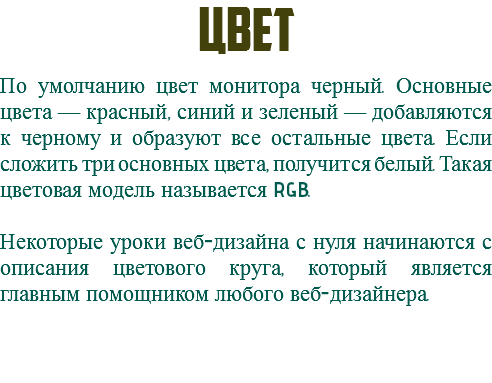 ЦВЕТ
По умолчанию цвет монитора черный. Основные
цвета — красный, синий и зеленый — добавляются
к черному и образуют все остальные цвета. Если
сложить три основных цвета, получится белый. Такая
цветовая модель называется RGB.
Некоторые уроки веб-дизайна с нуля начинаются с
описания цветового круга, который является
главным помощником любого веб-дизайнера.